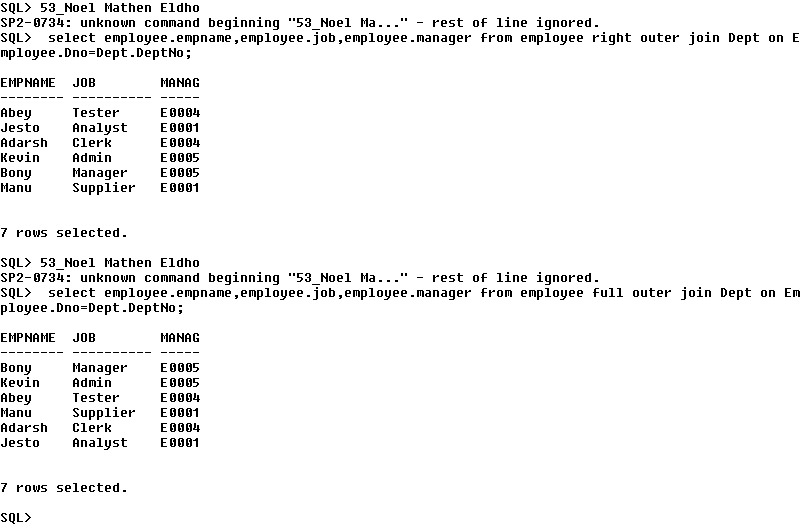 SQL> 53_Noel Mathen Eldho
SP2-0734: unknown command beginning "53_Noel Ma..." - rest of line ignored.
SQL>  select employee.empname,employee.job,employee.manager from employee right outer join Dept on E
mployee.Dno=Dept.DeptNo;
EMPNAME  JOB        MANAG
-------- ---------- -----
Abey     Tester     E0004
Jesto    Analyst    E0001
Adarsh   Clerk      E0004
Kevin    Admin      E0005
Bony     Manager    E0005
Manu     Supplier   E0001
7 rows selected.
SQL> 53_Noel Mathen Eldho
SP2-0734: unknown command beginning "53_Noel Ma..." - rest of line ignored.
SQL>  select employee.empname,employee.job,employee.manager from employee full outer join Dept on Em
ployee.Dno=Dept.DeptNo;
EMPNAME  JOB        MANAG
-------- ---------- -----
Bony     Manager    E0005
Kevin    Admin      E0005
Abey     Tester     E0004
Manu     Supplier   E0001
Adarsh   Clerk      E0004
Jesto    Analyst    E0001
7 rows selected.
SQL>